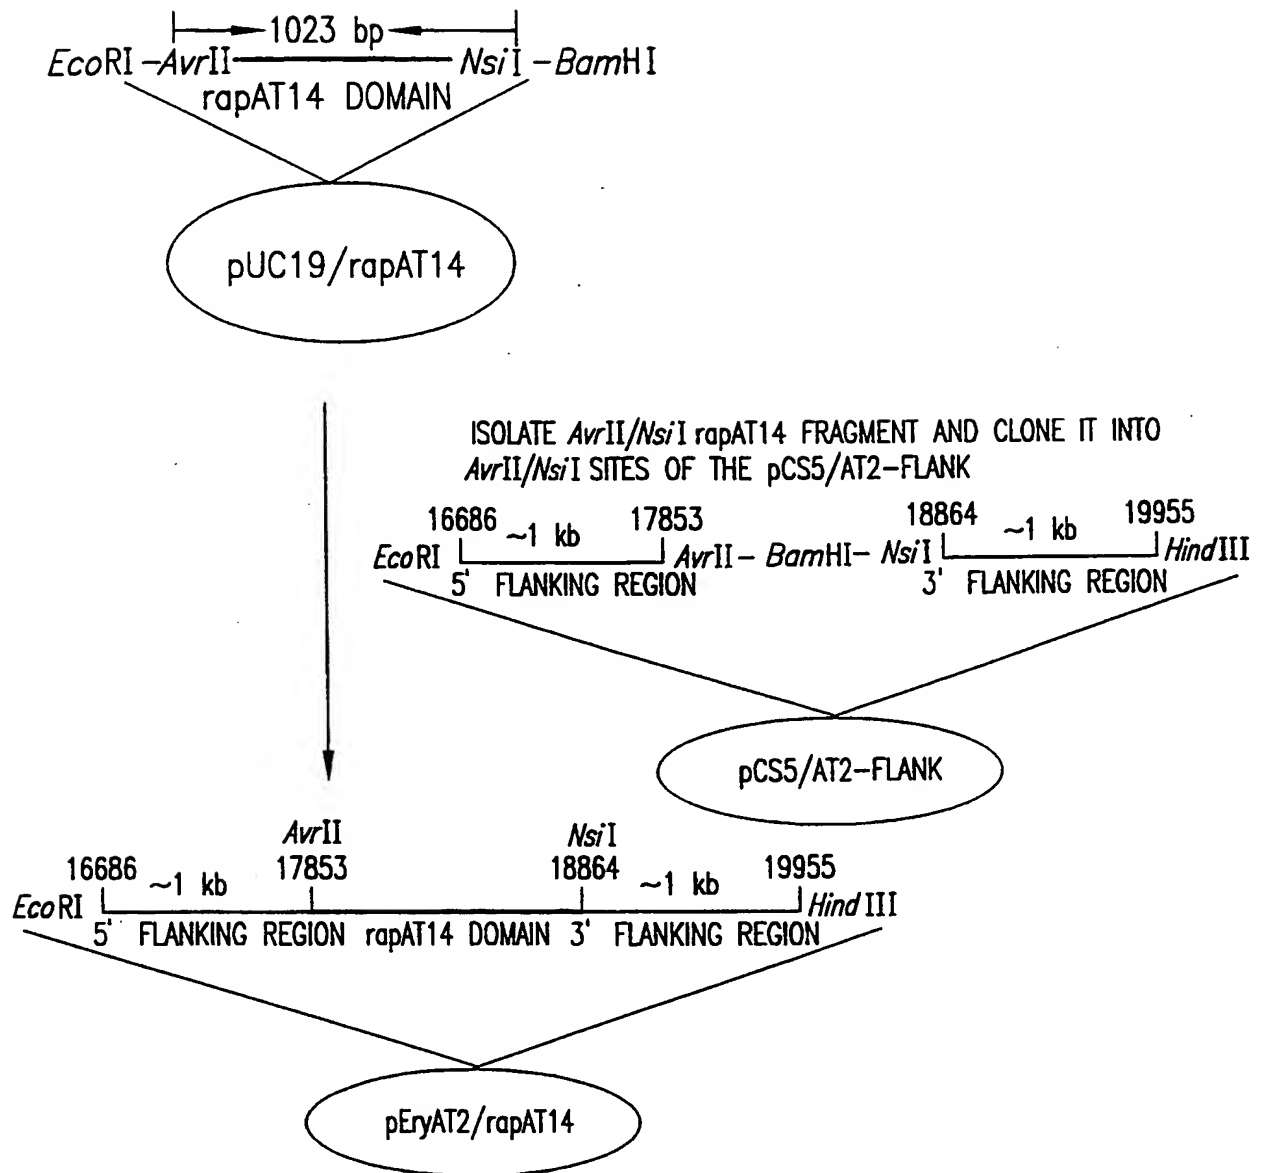 1023 bp
EcoRI-AvrII NsiI-BamHI
rapAT14 DOMAIN
pUC19/rapAT14
ISOLATE AvrII/NsiI rapAT14 FRAGMENT AND CLONE IT INTO
AvrII/NsiI SITES OF THE pCS5/AT2-FLANK
16686 ~1 kb 17853 18864 ~1 kb 19955
EcoRI AvrII- BamHI- NsiI HindIII
5' FLANKING REGION 3' FLANKING REGION
pCS5/AT2-FLANK
AvrII NsiI
16686 ~1 kb 17853 18864 ~1 kb 19955
EcoRI HindIII
5' FLANKING REGION rapAT14 DOMAIN 3' FLANKING REGION
pEryAT2/rapAT14